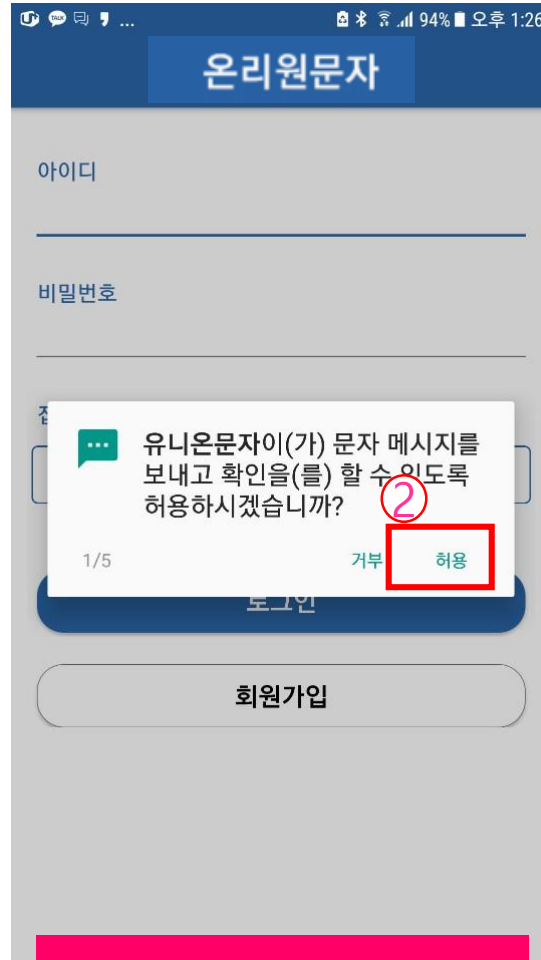 94% 오후 1:26
온리원문자
아이디
비밀번호
유니온문자이(가) 문자 메시지를
보내고 확인을(를) 할 수 있도록
허용하시겠습니까?
②
1/5 거부 허용
로그인
회원가입